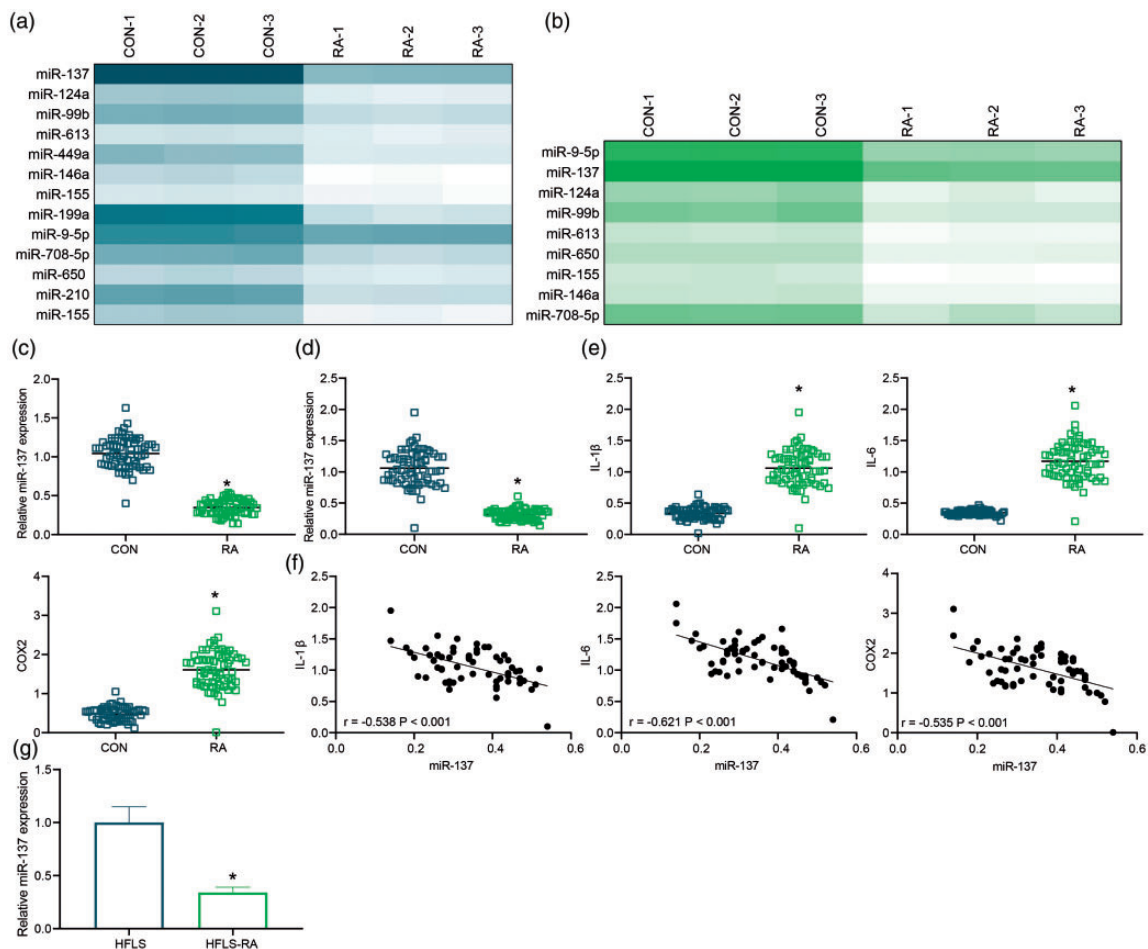 (a)
CON-1 CON-2 CON-3 RA-1 RA-2 RA-3
miR-137
miR-124a
miR-99b
miR-613
miR-449a
miR-146a
miR-155
miR-199a
miR-9-5p
miR-708-5p
miR-650
miR-210
miR-155
(b)
CON-1 CON-2 CON-3 RA-1 RA-2 RA-3
miR-9-5p
miR-137
miR-124a
miR-99b
miR-613
miR-650
miR-155
miR-146a
miR-708-5p
(c)
Relative miR-137 expression
2.0
1.5
1.0
0.5
0.0
*
CON RA
(d)
Relative miR-137 expression
2.5
2.0
1.5
1.0
0.5
0.0
*
CON RA
(e)
IL-1β
2.5
2.0
1.5
1.0
0.5
0.0
*
CON RA
IL-6
2.5
2.0
1.5
1.0
0.5
0.0
*
CON RA
COX2
4
3
2
1
0
*
CON RA
(f)
IL-1β
2.5
2.0
1.5
1.0
0.5
0.0
r = -0.538 P < 0.001
0.0 0.2 0.4 0.6
miR-137
IL-6
2.5
2.0
1.5
1.0
0.5
0.0
r = -0.621 P < 0.001
0.0 0.2 0.4 0.6
miR-137
COX2
4
3
2
1
0
r = -0.535 P < 0.001
0.0 0.2 0.4 0.6
miR-137
(g)
Relative miR-137 expression
1.5
1.0
0.5
0.0
*
HFLS HFLS-RA